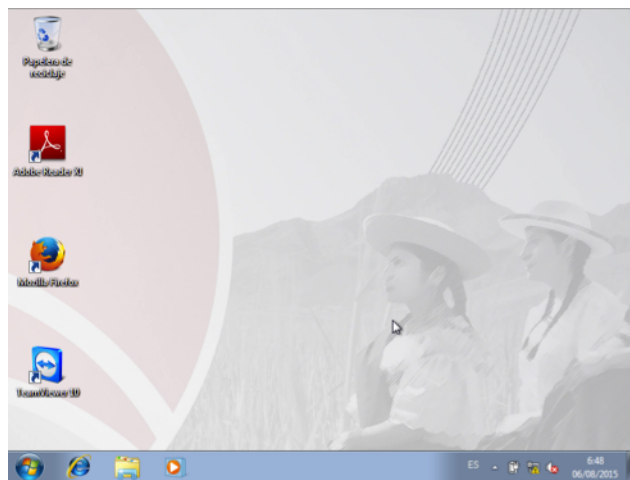 Papelera de
reciclaje
Adobe Reader XI
Mozilla Firefox
TeamViewer 10
ES
6:48
06/08/2015